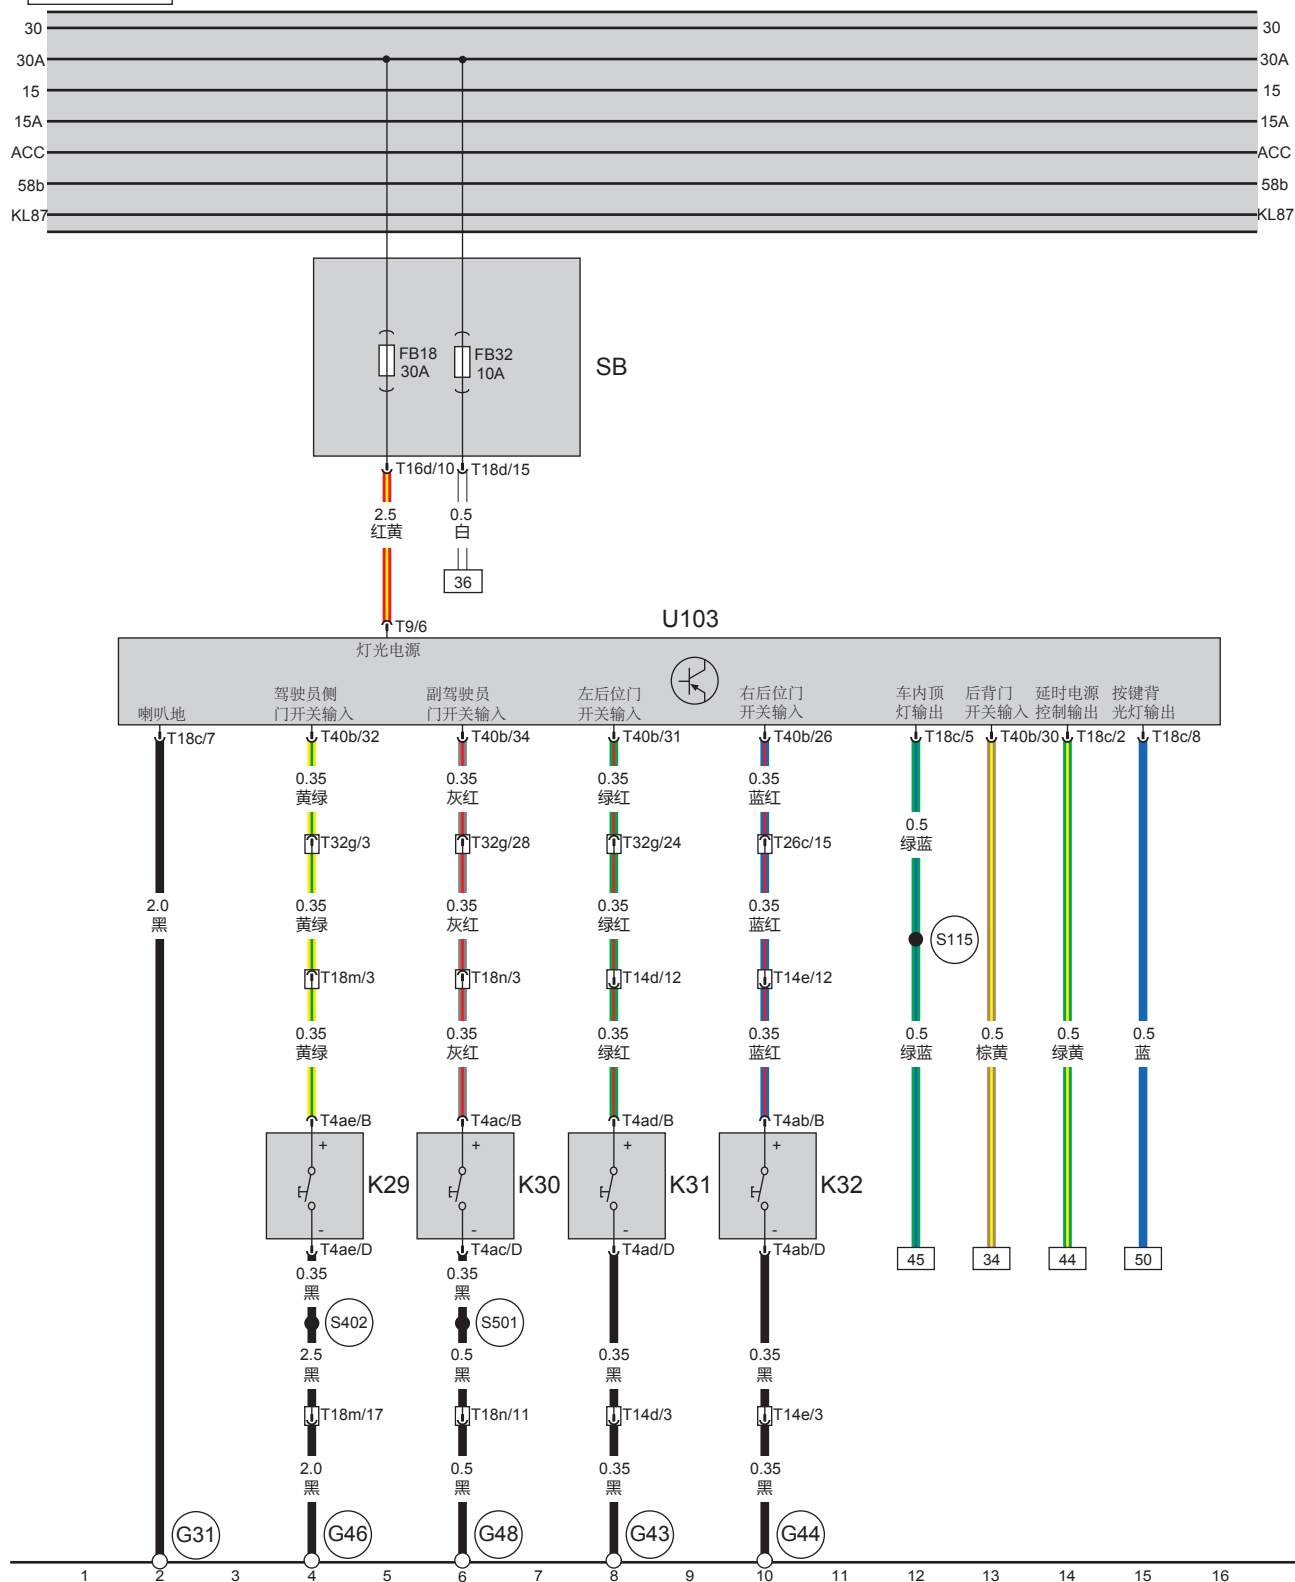 30 30
30A 30A
15 15
15A 15A
ACC ACC
58b 58b
KL87 KL87
FB18 FB32
30A 10A
SB
T16d/10 T18d/15
2.5 0.5
红黄 白
36
T9/6
U103
灯光电源
驾驶员侧 副驾驶员 左后位门 右后位门 车内顶 后背门 延时电源 按键背
喇叭地 门开关输入 门开关输入 开关输入 开关输入 灯输出 开关输入 控制输出 光灯输出
T18c/7 T40b/32 T40b/34 T40b/31 T40b/26 T18c/5 T40b/30 T18c/2 T18c/8
0.35 0.35 0.35 0.35
黄绿 灰红 绿红 蓝红
0.5
T32g/3 T32g/28 T32g/24 T26c/15 绿蓝
2.0 0.35 0.35 0.35 0.35
黑 黄绿 灰红 绿红 蓝红
S115
T18m/3 T18n/3 T14d/12 T14e/12
0.35 0.35 0.35 0.35 0.5 0.5 0.5 0.5
黄绿 灰红 绿红 蓝红 绿蓝 棕黄 绿黄 蓝
T4ae/B T4ac/B T4ad/B T4ab/B
+ + + +
K29 K30 K31 K32
- - - -
T4ae/D T4ac/D T4ad/D T4ab/D
45 34 44 50
0.35 0.35
黑 黑
S402 S501
2.5 0.5 0.35 0.35
黑 黑 黑 黑
T18m/17 T18n/11 T14d/3 T14e/3
2.0 0.5 0.35 0.35
黑 黑 黑 黑
G31 G46 G48 G43 G44
1 2 3 4 5 6 7 8 9 10 11 12 13 14 15 16